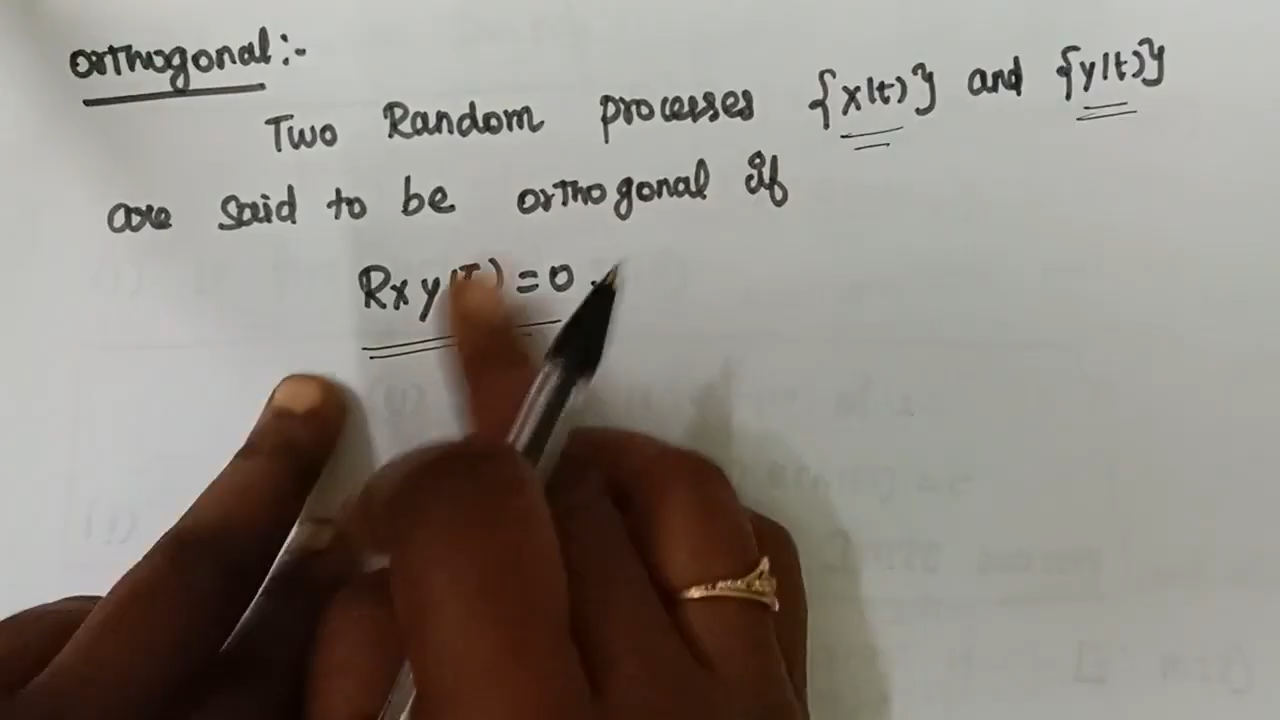 orthogonal:-
Two Random processes {x(t)} and {y(t)}
are said to be orthogonal if
Rxy(τ) = 0